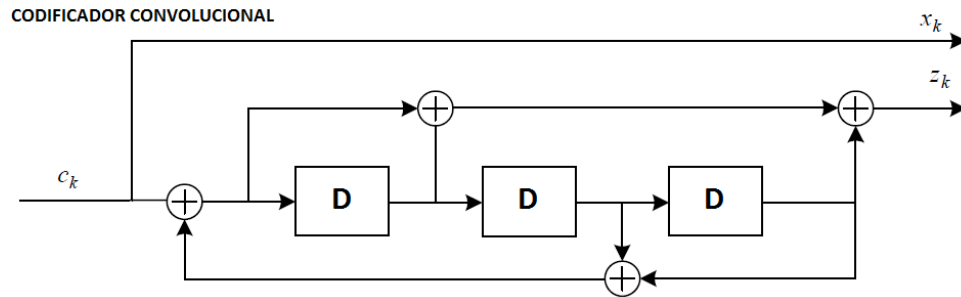 CODIFICADOR CONVOLUCIONAL
x_k
z_k
c_k
D D D